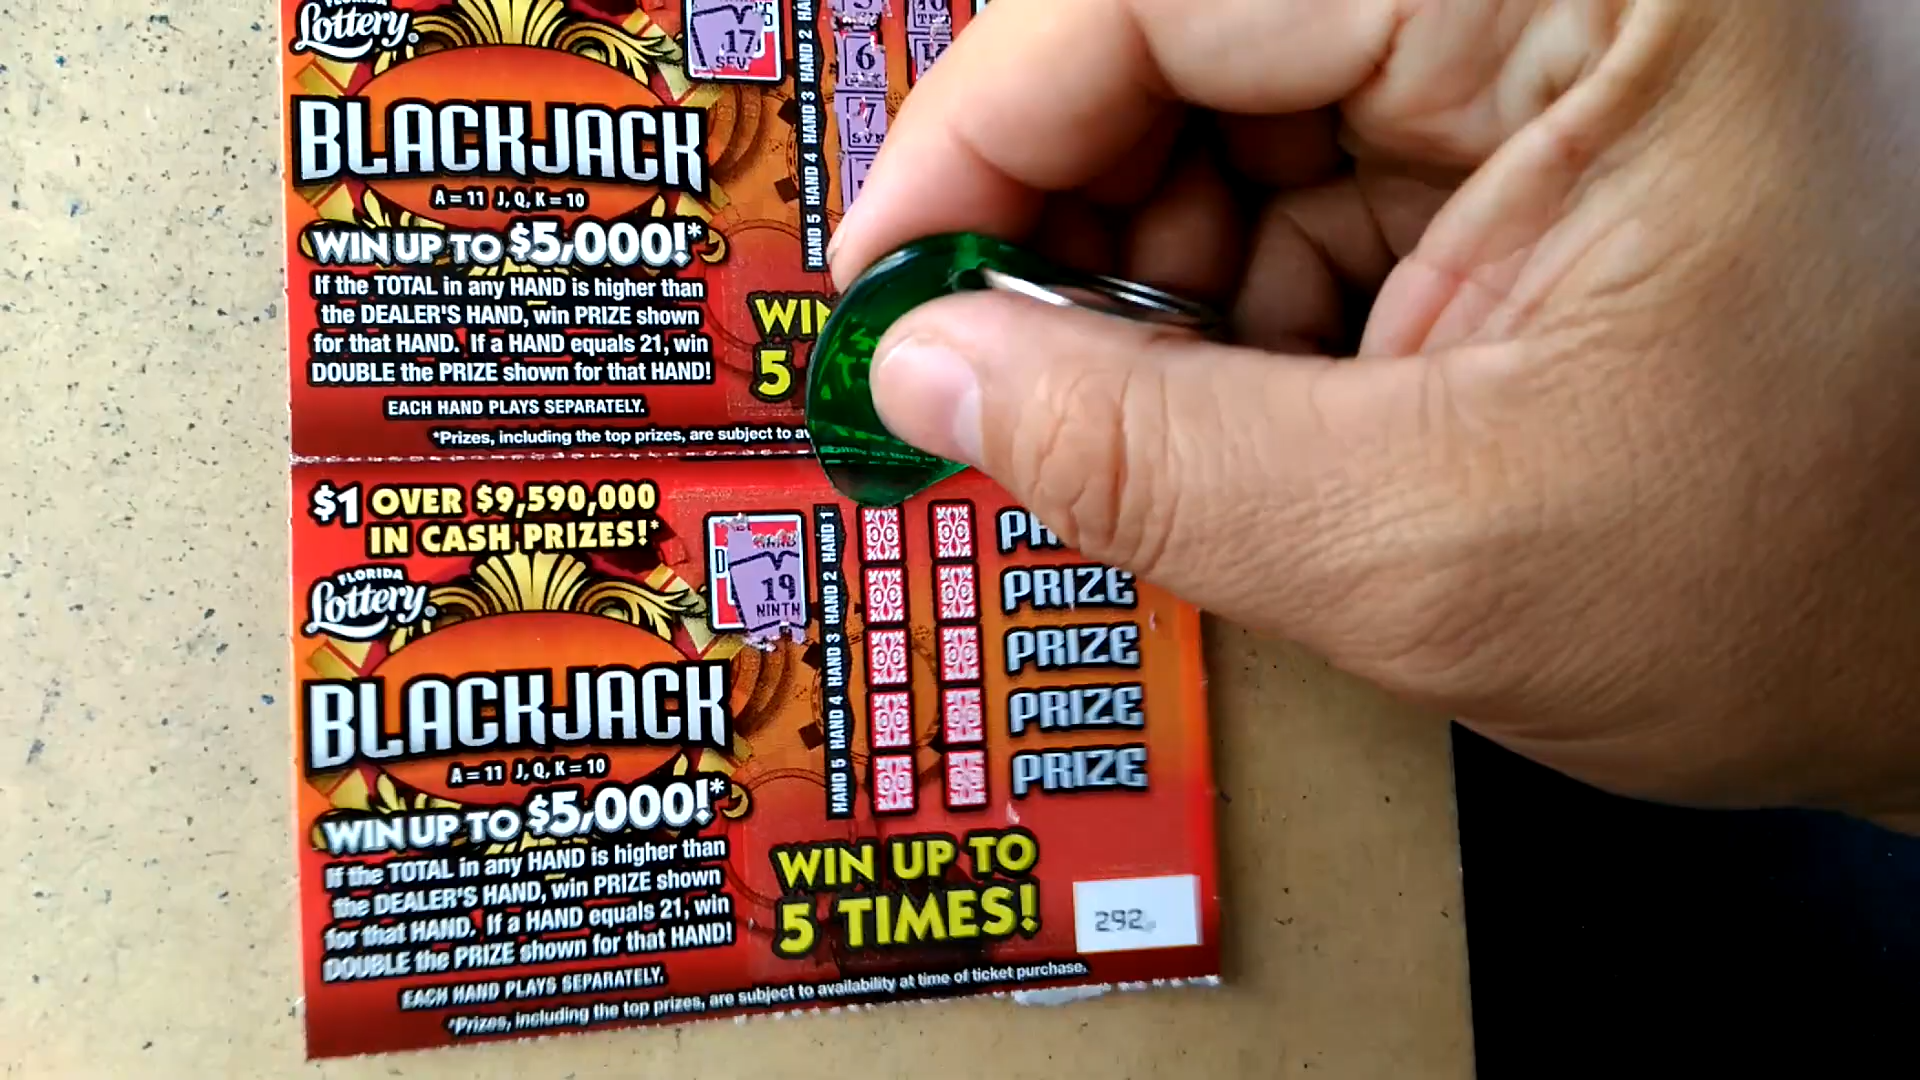 Lottery
17
SEV
HAND 2
HAND 3
HAND 4
HAND 5
6
7
SVN
10
BLACKJACK
A = 11 J, Q, K = 10
WIN UP TO $5,000!*
If the TOTAL in any HAND is higher than
the DEALER'S HAND, win PRIZE shown
for that HAND. If a HAND equals 21, win
DOUBLE the PRIZE shown for that HAND!
EACH HAND PLAYS SEPARATELY.
*Prizes, including the top prizes, are subject to
5
$1 OVER $9,590,000
IN CASH PRIZES!*
FLORIDA
Lottery
BLACKJACK
A = 11 J, Q, K = 10
WIN UP TO $5,000!*
If the TOTAL in any HAND is higher than
the DEALER'S HAND, win PRIZE shown
for that HAND. If a HAND equals 21, win
DOUBLE the PRIZE shown for that HAND!
EACH HAND PLAYS SEPARATELY.
*Prizes, including the top prizes, are subject to availability at time of ticket purchase.
19
NINTN
HAND 1
HAND 2
HAND 3
HAND 4
HAND 5
PRIZE
PRIZE
PRIZE
PRIZE
WIN UP TO
5 TIMES!
292